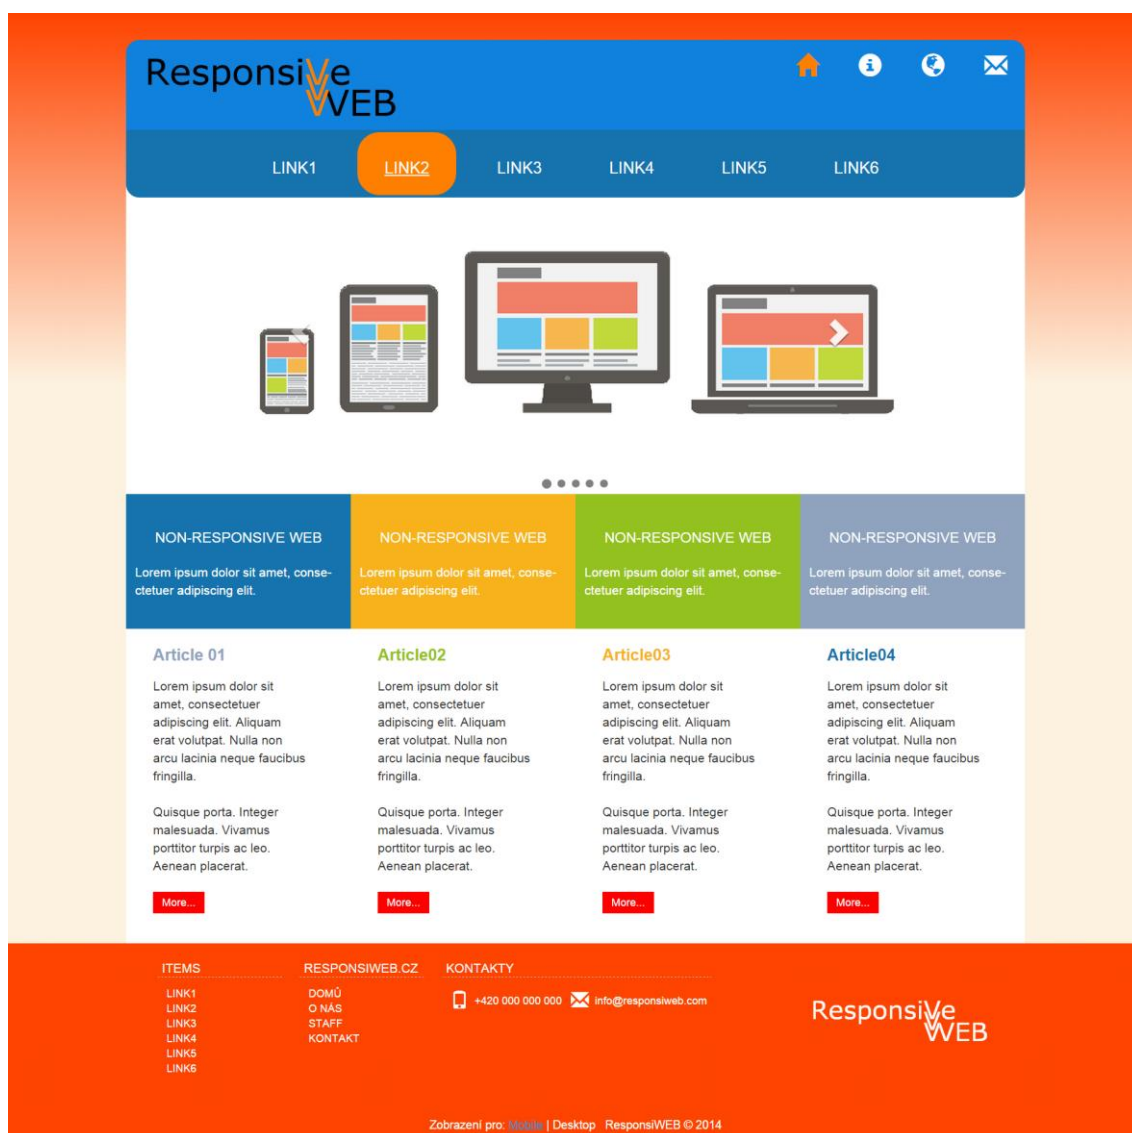 Responsive
WEB
LINK1 LINK2 LINK3 LINK4 LINK5 LINK6
NON-RESPONSIVE WEB
Lorem ipsum dolor sit amet, conse-
ctetuer adipiscing elit.
NON-RESPONSIVE WEB
Lorem ipsum dolor sit amet, conse-
ctetuer adipiscing elit.
NON-RESPONSIVE WEB
Lorem ipsum dolor sit amet, conse-
ctetuer adipiscing elit.
NON-RESPONSIVE WEB
Lorem ipsum dolor sit amet, conse-
ctetuer adipiscing elit.
Article 01
Lorem ipsum dolor sit
amet, consectetuer
adipiscing elit. Aliquam
erat volutpat. Nulla non
arcu lacinia neque faucibus
fringilla.
Quisque porta. Integer
malesuada. Vivamus
porttitor turpis ac leo.
Aenean placerat.
More...
Article02
Lorem ipsum dolor sit
amet, consectetuer
adipiscing elit. Aliquam
erat volutpat. Nulla non
arcu lacinia neque faucibus
fringilla.
Quisque porta. Integer
malesuada. Vivamus
porttitor turpis ac leo.
Aenean placerat.
More...
Article03
Lorem ipsum dolor sit
amet, consectetuer
adipiscing elit. Aliquam
erat volutpat. Nulla non
arcu lacinia neque faucibus
fringilla.
Quisque porta. Integer
malesuada. Vivamus
porttitor turpis ac leo.
Aenean placerat.
More...
Article04
Lorem ipsum dolor sit
amet, consectetuer
adipiscing elit. Aliquam
erat volutpat. Nulla non
arcu lacinia neque faucibus
fringilla.
Quisque porta. Integer
malesuada. Vivamus
porttitor turpis ac leo.
Aenean placerat.
More...
ITEMS
LINK1
LINK2
LINK3
LINK4
LINK5
LINK6
RESPONSIWEB.CZ
DOMŮ
O NÁS
STAFF
KONTAKT
KONTAKTY
+420 000 000 000 info@responsiweb.com
Responsive
WEB
Zobrazení pro: Mobile | Desktop ResponsiWEB © 2014